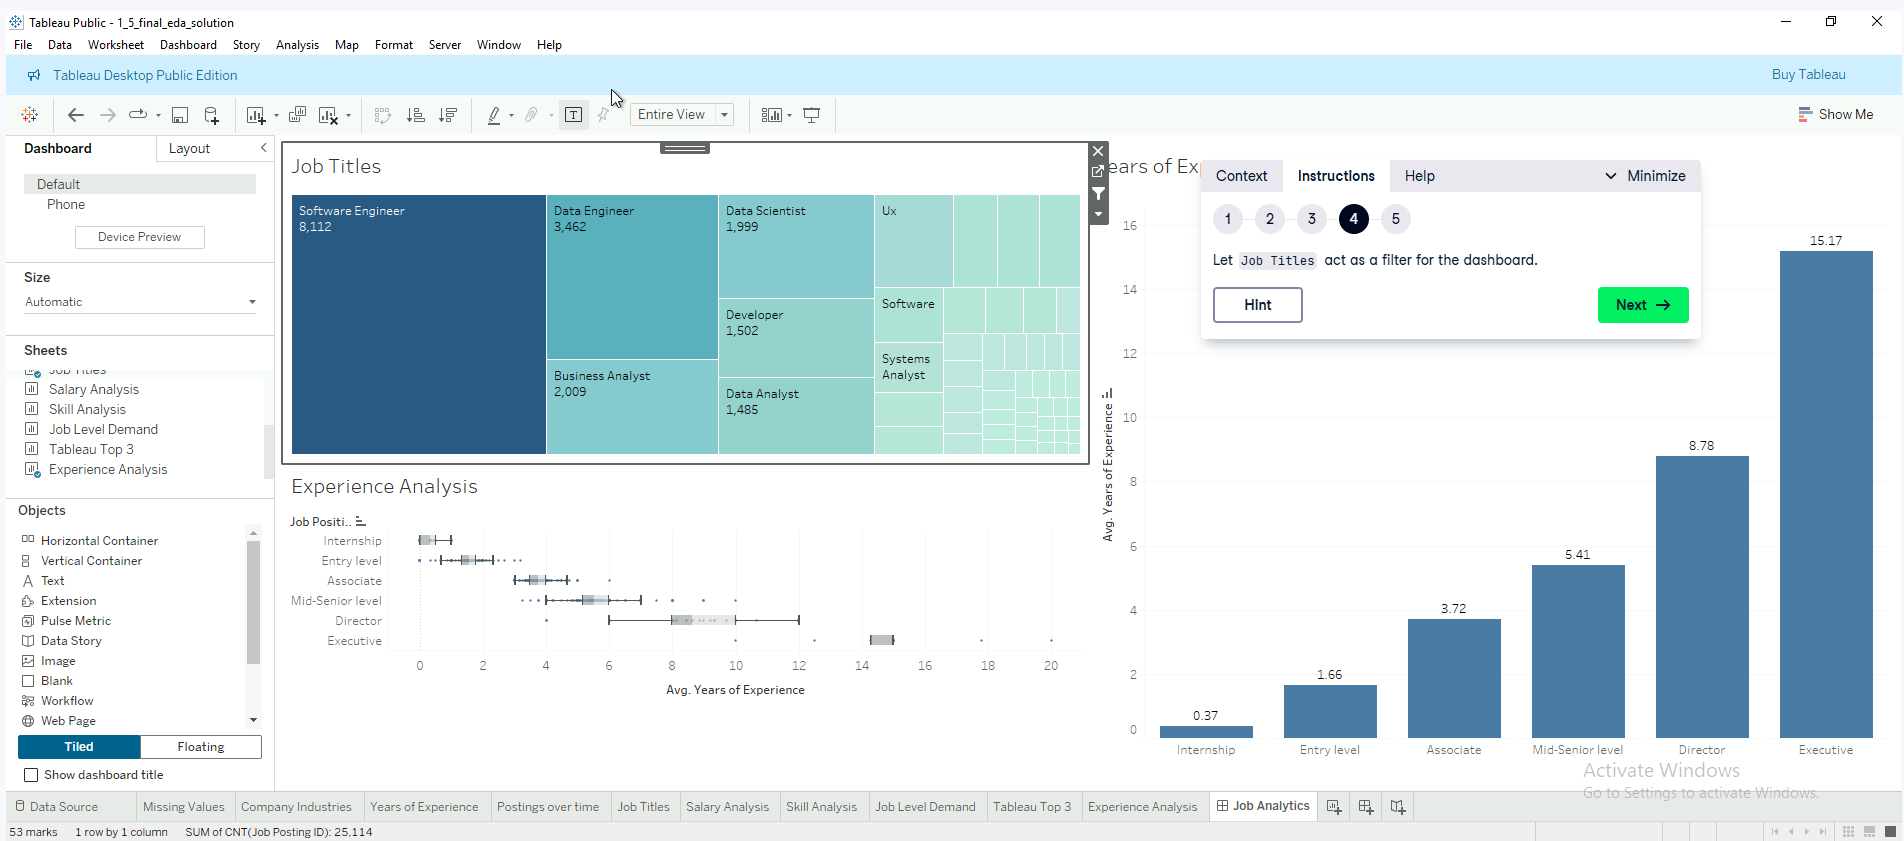 Tableau Public - 1_5_final_eda_solution
File Data Worksheet Dashboard Story Analysis Map Format Server Window Help
Tableau Desktop Public Edition
Buy Tableau
Entire View
Show Me
Dashboard
Layout
Default
Phone
Device Preview
Size
Automatic
Sheets
Job Titles
Salary Analysis
Skill Analysis
Job Level Demand
Tableau Top 3
Experience Analysis
Objects
Horizontal Container
Vertical Container
Text
Extension
Pulse Metric
Data Story
Image
Blank
Workflow
Web Page
Tiled
Floating
Show dashboard title
Job Titles
Software Engineer
8,112
Data Engineer
3,462
Business Analyst
2,009
Data Scientist
1,999
Developer
1,502
Data Analyst
1,485
Ux
Software
Systems
Analyst
Experience Analysis
Job Positi..
Internship
Entry level
Associate
Mid-Senior level
Director
Executive
0 2 4 6 8 10 12 14 16 18 20
Avg. Years of Experience
ears of Ex
Context
Instructions
Help
Minimize
1 2 3 4 5
Let Job Titles act as a filter for the dashboard.
Hint
Next
16
14
12
10
8
6
4
2
0
Avg. Years of Experience
0.37
1.66
3.72
5.41
8.78
15.17
Internship
Entry level
Associate
Mid-Senior level
Director
Executive
Activate Windows
Go to Settings to activate Windows.
Data Source
Missing Values
Company Industries
Years of Experience
Postings over time
Job Titles
Salary Analysis
Skill Analysis
Job Level Demand
Tableau Top 3
Experience Analysis
Job Analytics
53 marks 1 row by 1 column SUM of CNT(Job Posting ID): 25,114